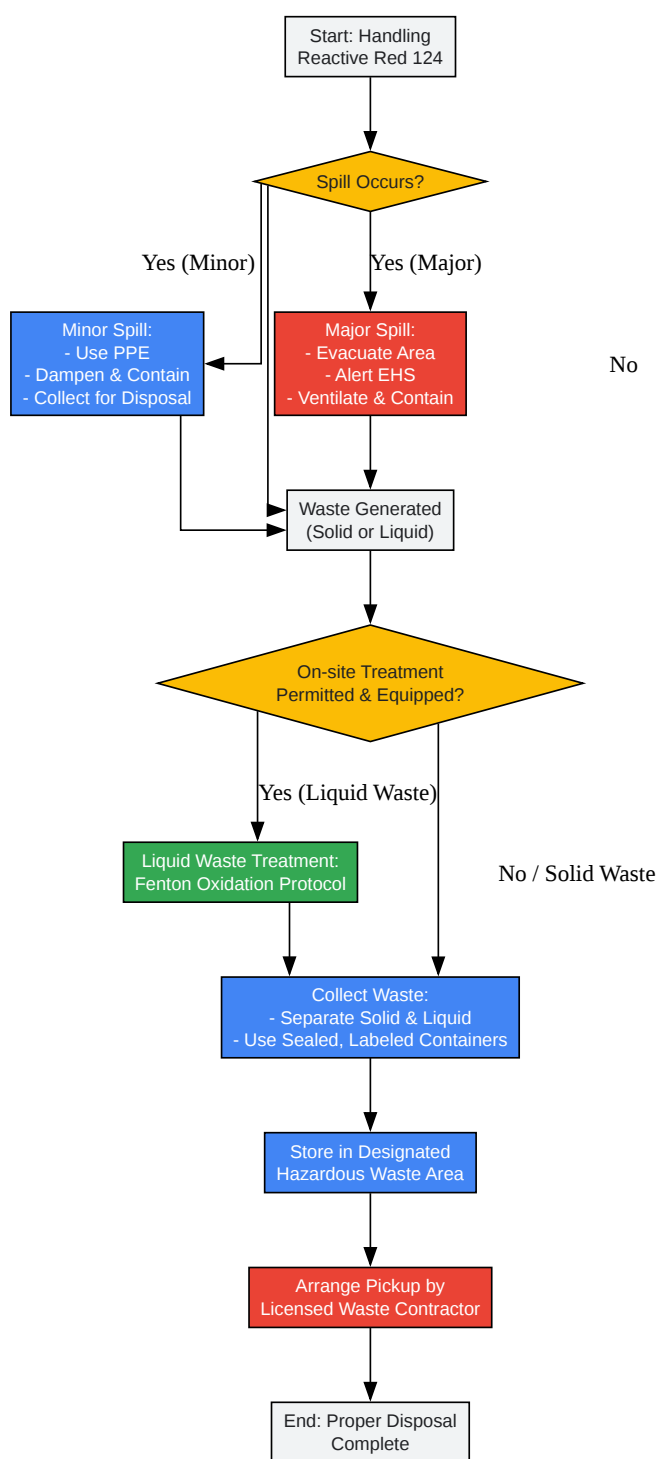 Start: Handling
Reactive Red 124
Spill Occurs?
Yes (Minor)
Yes (Major)
Minor Spill:
- Use PPE
- Dampen & Contain
- Collect for Disposal
Major Spill:
- Evacuate Area
- Alert EHS
- Ventilate & Contain
No
Waste Generated
(Solid or Liquid)
On-site Treatment
Permitted & Equipped?
Yes (Liquid Waste)
Liquid Waste Treatment:
Fenton Oxidation Protocol
No / Solid Waste
Collect Waste:
- Separate Solid & Liquid
- Use Sealed, Labeled Containers
Store in Designated
Hazardous Waste Area
Arrange Pickup by
Licensed Waste Contractor
End: Proper Disposal
Complete